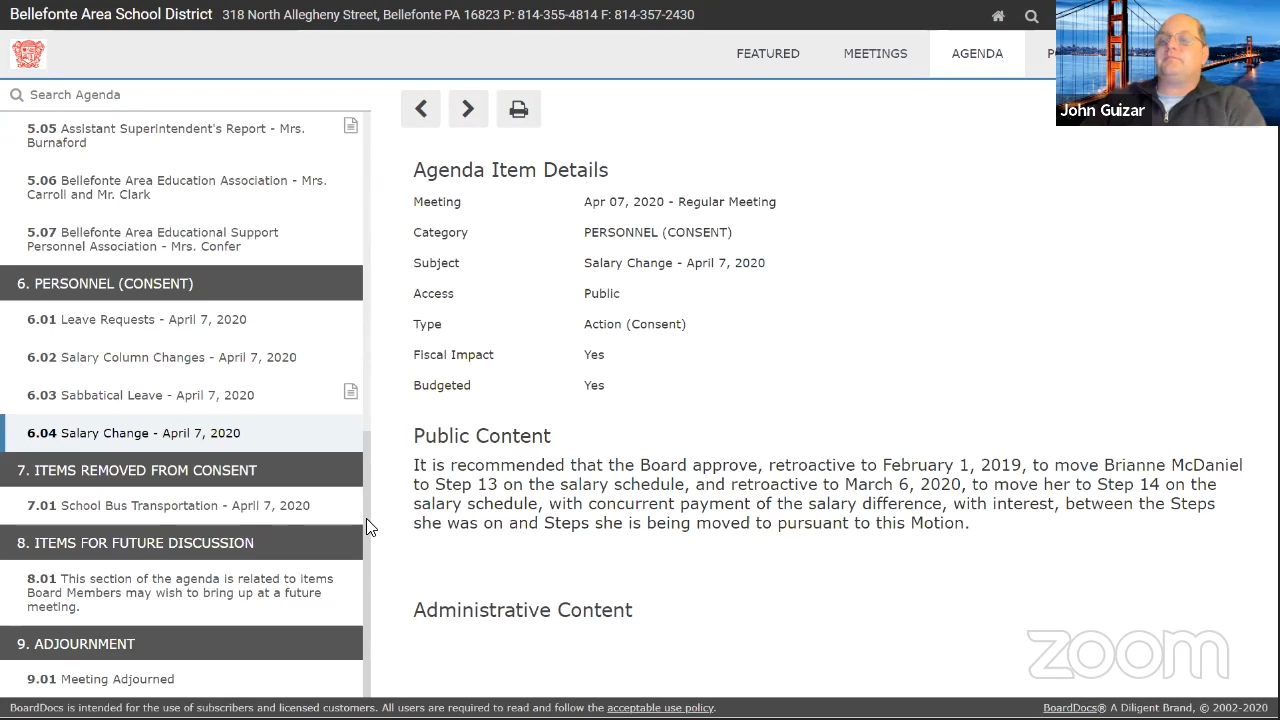 Bellefonte Area School District 318 North Allegheny Street, Bellefonte PA 16823 P: 814-355-4814 F: 814-357-2430
FEATURED MEETINGS AGENDA P
John Guizar
Search Agenda
5.05 Assistant Superintendent's Report - Mrs.
Burnaford
5.06 Bellefonte Area Education Association - Mrs.
Carroll and Mr. Clark
5.07 Bellefonte Area Educational Support
Personnel Association - Mrs. Confer
6. PERSONNEL (CONSENT)
6.01 Leave Requests - April 7, 2020
6.02 Salary Column Changes - April 7, 2020
6.03 Sabbatical Leave - April 7, 2020
6.04 Salary Change - April 7, 2020
7. ITEMS REMOVED FROM CONSENT
7.01 School Bus Transportation - April 7, 2020
8. ITEMS FOR FUTURE DISCUSSION
8.01 This section of the agenda is related to items
Board Members may wish to bring up at a future
meeting.
9. ADJOURNMENT
9.01 Meeting Adjourned
Agenda Item Details
Meeting Apr 07, 2020 - Regular Meeting
Category PERSONNEL (CONSENT)
Subject Salary Change - April 7, 2020
Access Public
Type Action (Consent)
Fiscal Impact Yes
Budgeted Yes
Public Content
It is recommended that the Board approve, retroactive to February 1, 2019, to move Brianne McDaniel
to Step 13 on the salary schedule, and retroactive to March 6, 2020, to move her to Step 14 on the
salary schedule, with concurrent payment of the salary difference, with interest, between the Steps
she was on and Steps she is being moved to pursuant to this Motion.
Administrative Content
zoom
BoardDocs is intended for the use of subscribers and licensed customers. All users are required to read and follow the acceptable use policy.
BoardDocs® A Diligent Brand, © 2002-2020